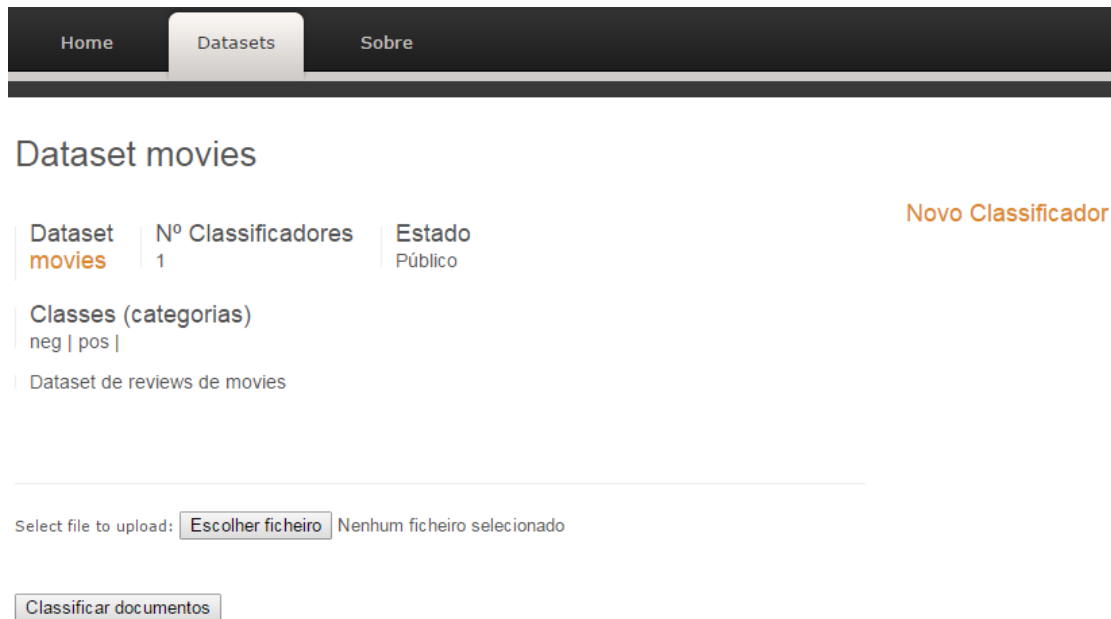 Home Datasets Sobre
Dataset movies
Novo Classificador
Dataset Nº Classificadores Estado
movies 1 Público
Classes (categorias)
neg | pos |
Dataset de reviews de movies
Select file to upload: Escolher ficheiro Nenhum ficheiro selecionado
Classificar documentos